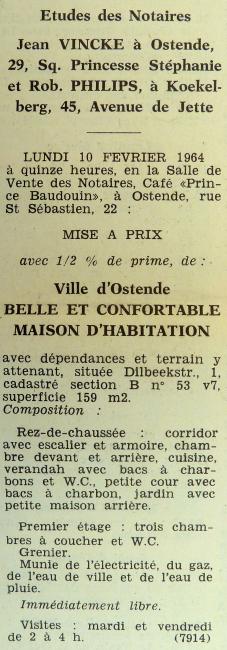 Etudes des Notaires
Jean VINCKE à Ostende,
29, Sq. Princesse Stéphanie
et Rob. PHILIPS, à Koekel-
berg, 45, Avenue de Jette
LUNDI 10 FEVRIER 1964
à quinze heures, en la Salle de
Vente des Notaires, Café «Prin-
ce Baudouin», à Ostende, rue
St Sébastien, 22 :
MISE A PRIX
avec 1/2 % de prime, de :
Ville d'Ostende
BELLE ET CONFORTABLE
MAISON D'HABITATION
avec dépendances et terrain y
attenant, située Dilbeekstr., 1,
cadastré section B n° 53 v7,
superficie 159 m2.
Composition :
Rez-de-chaussée : corridor
avec escalier et armoire, cham-
bre devant et arrière, cuisine,
verandah avec bacs à char-
bons et W.C., petite cour avec
bacs à charbon, jardin avec
petite maison arrière.
Premier étage : trois cham-
bres à coucher et W.C.
Grenier.
Munie de l'électricité, du gaz,
de l'eau de ville et de l'eau de
pluie.
Immédiatement libre.
Visites : mardi et vendredi
de 2 à 4 h. (7914)